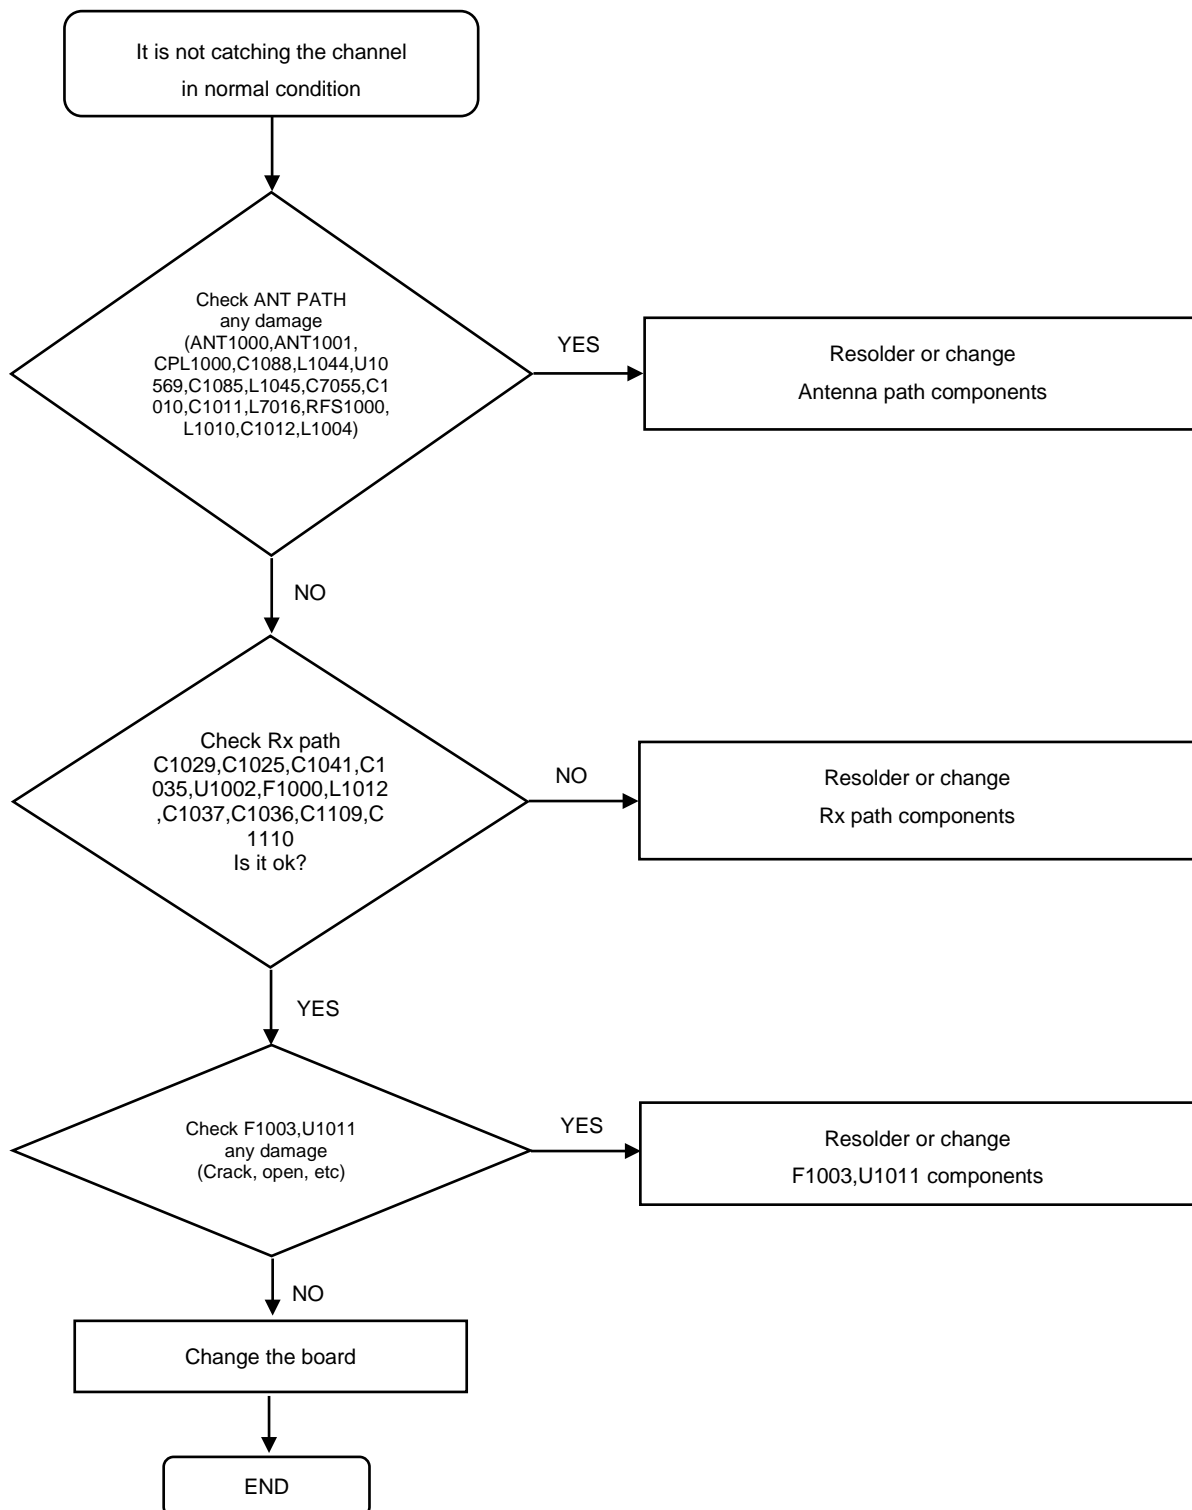 It is not catching the channel
in normal condition
Check ANT PATH
any damage
(ANT1000,ANT1001,
CPL1000,C1088,L1044,U10
569,C1085,L1045,C7055,C1
010,C1011,L7016,RFS1000,
L1010,C1012,L1004)
YES
Resolder or change
Antenna path components
NO
Check Rx path
C1029,C1025,C1041,C1
035,U1002,F1000,L1012
,C1037,C1036,C1109,C
1110
Is it ok?
NO
Resolder or change
Rx path components
YES
Check F1003,U1011
any damage
(Crack, open, etc)
YES
Resolder or change
F1003,U1011 components
NO
Change the board
END